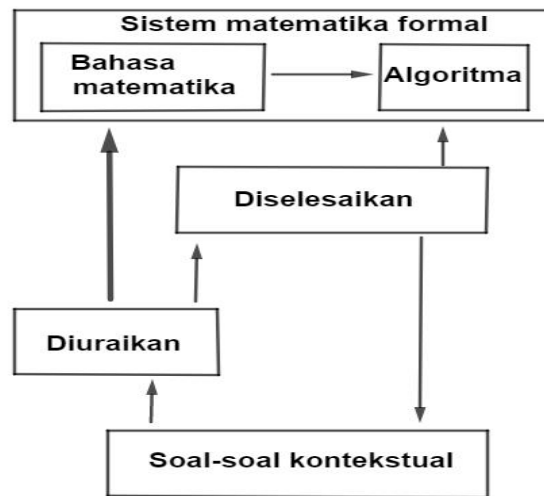 Sistem matematika formal
Bahasa
matematika
Algoritma
Diselesaikan
Diuraikan
Soal-soal kontekstual